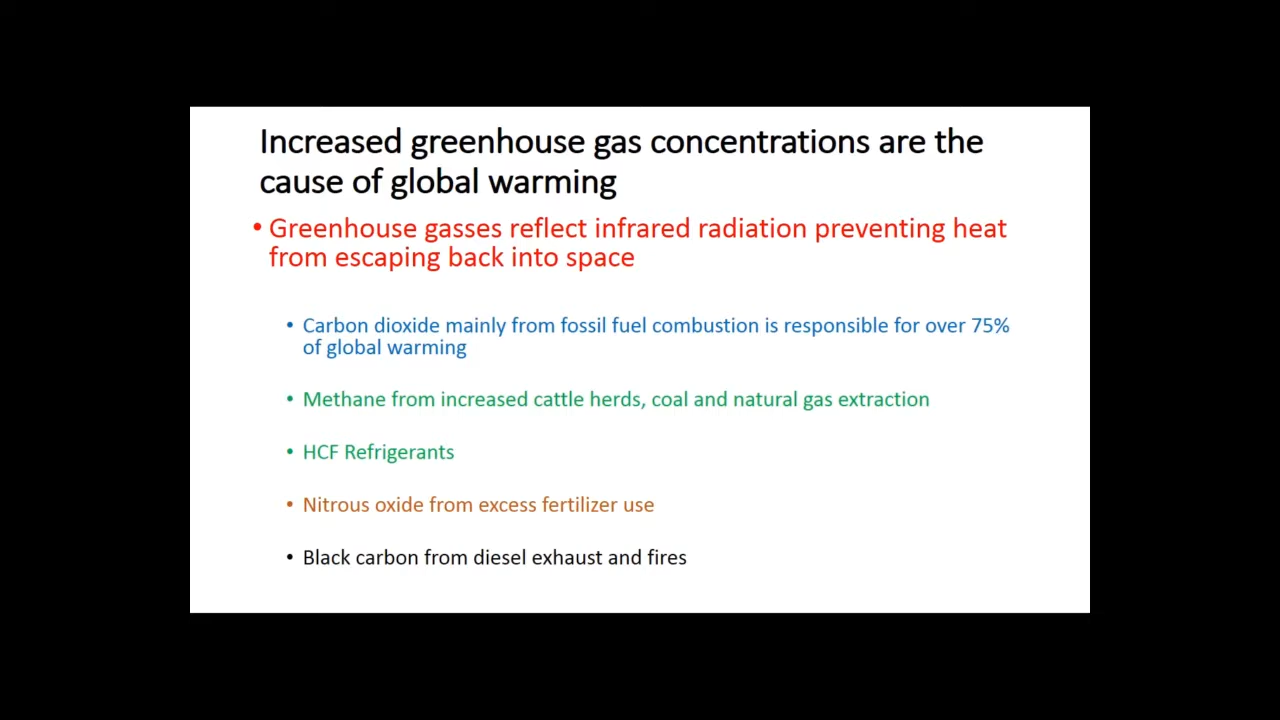 Increased greenhouse gas concentrations are the
cause of global warming
• Greenhouse gasses reflect infrared radiation preventing heat
from escaping back into space
• Carbon dioxide mainly from fossil fuel combustion is responsible for over 75%
of global warming
• Methane from increased cattle herds, coal and natural gas extraction
• HCF Refrigerants
• Nitrous oxide from excess fertilizer use
• Black carbon from diesel exhaust and fires